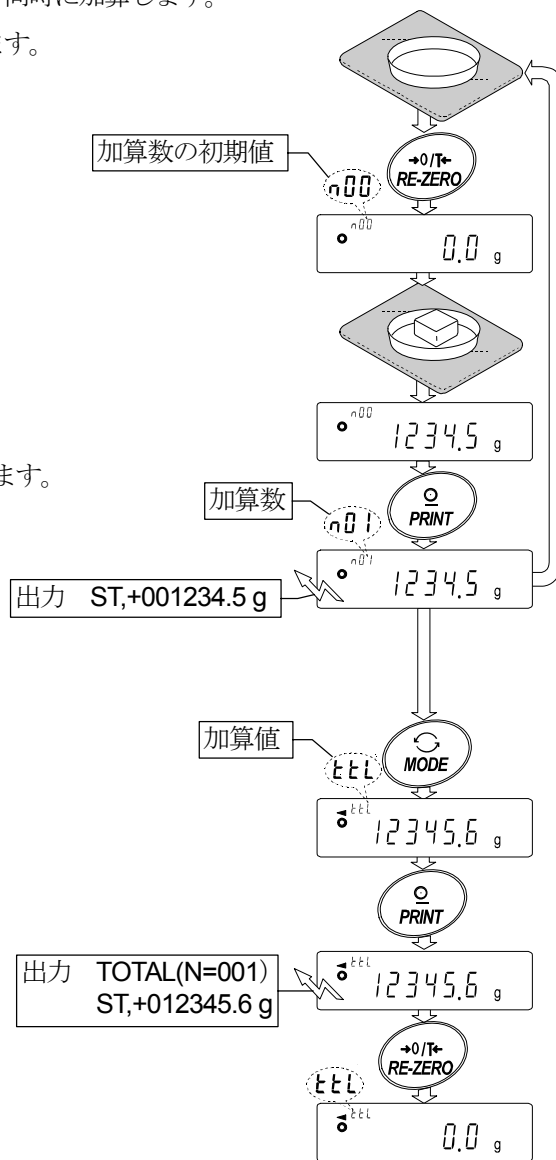 同時に加算します。
ます。
加算数の初期値
→0/T←
RE-ZERO
n00
n00
0.0 g
n00
1234.5 g
ます。
加算数
PRINT
n01
n01
1234.5 g
出力 ST,+001234.5 g
加算値
MODE
ttL
ttL
12345.6 g
PRINT
出力 TOTAL(N=001)
ST,+012345.6 g
ttL
12345.6 g
→0/T←
RE-ZERO
ttL
ttL
0.0 g